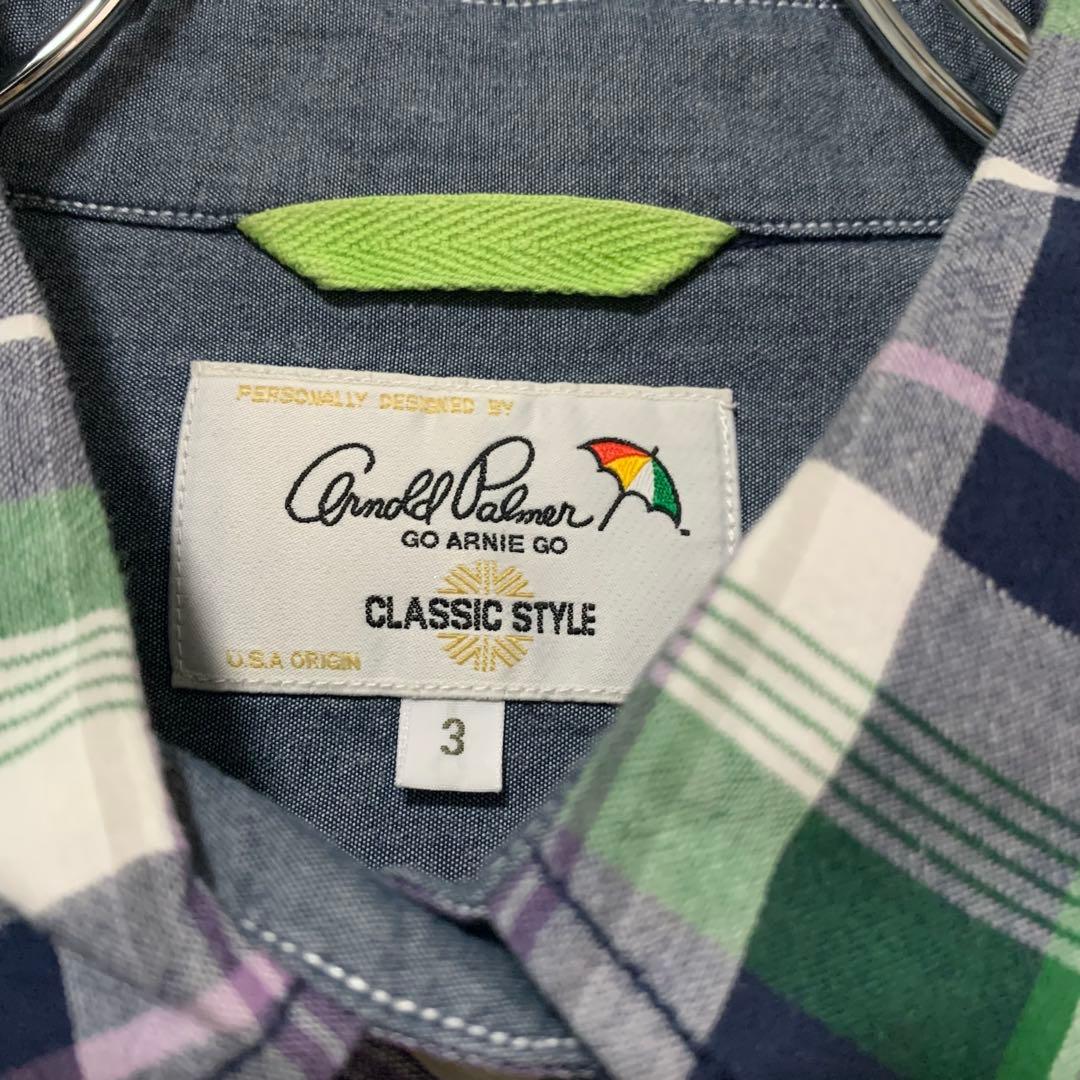 PERSONALLY DESIGNED BY
Arnold Palmer
GO ARNIE GO
CLASSIC STYLE
U.S.A ORIGIN
3